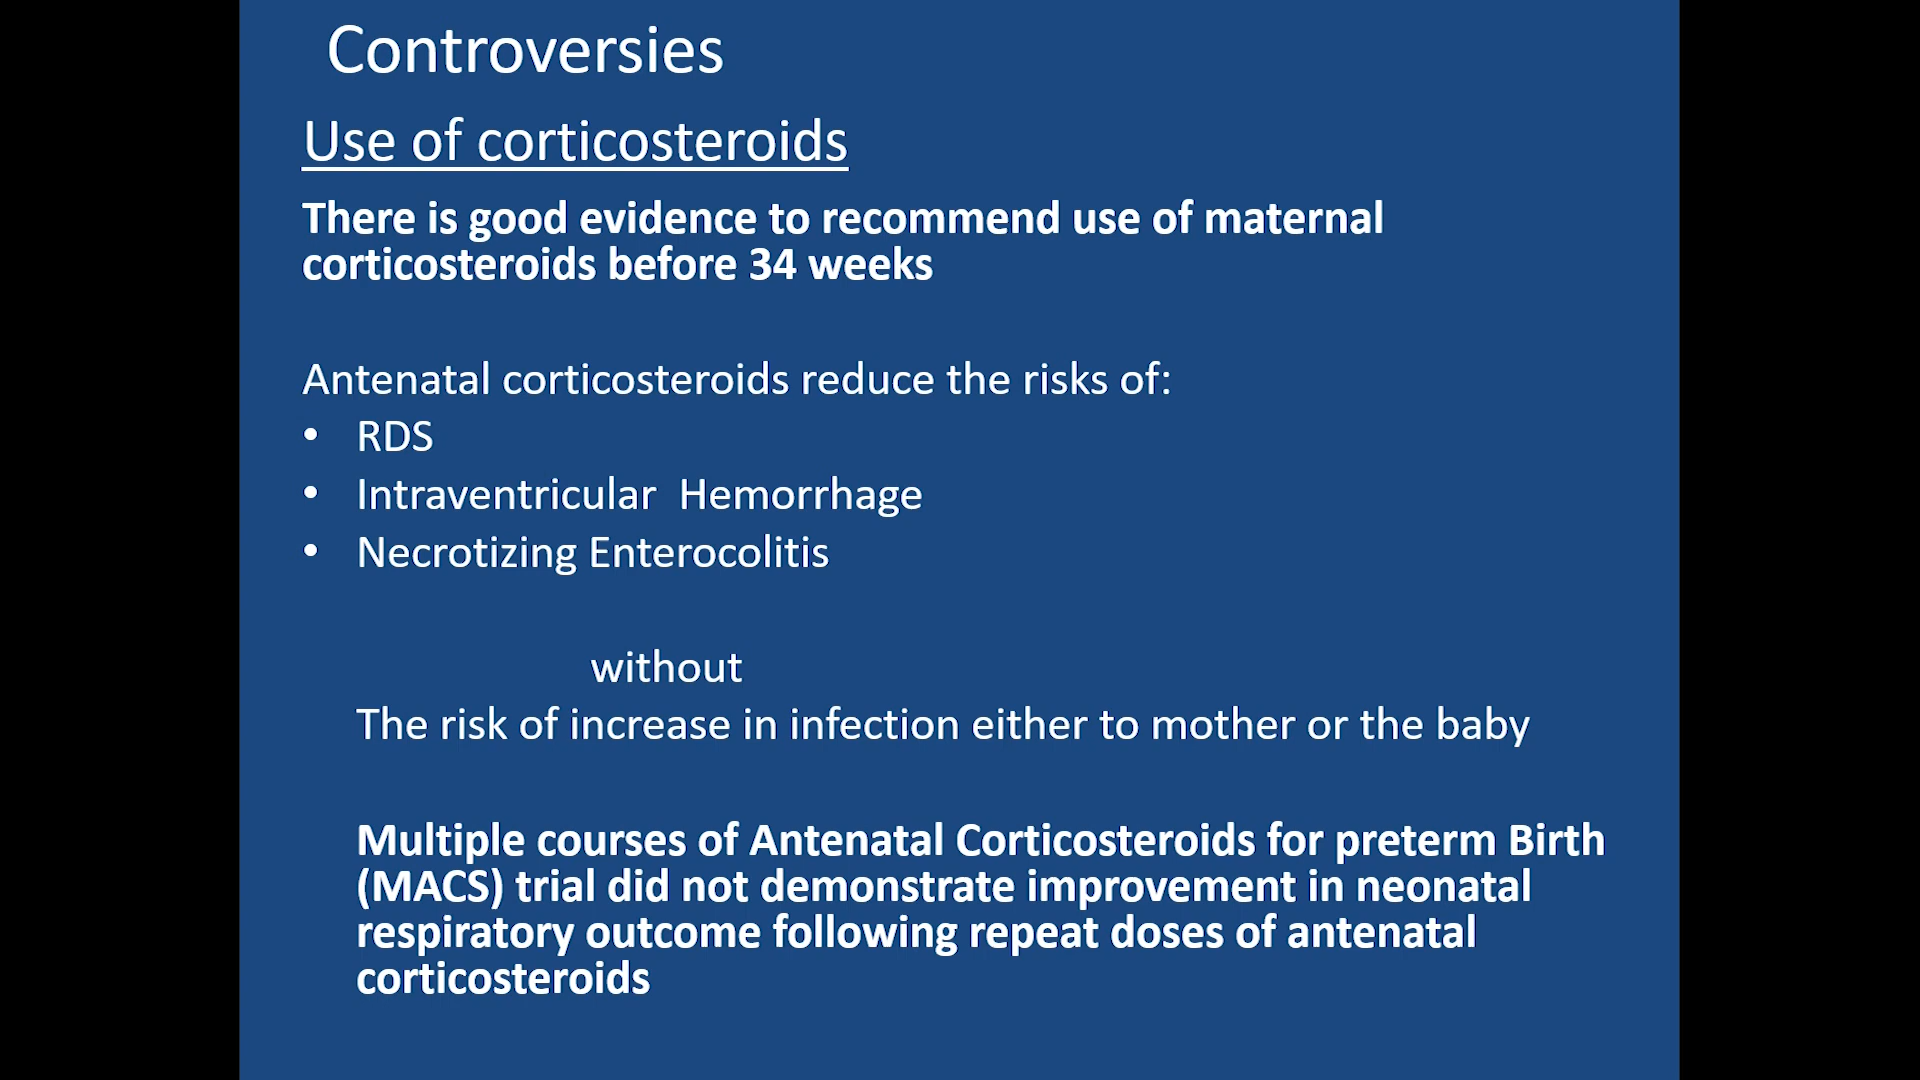 Controversies
Use of corticosteroids
There is good evidence to recommend use of maternal
corticosteroids before 34 weeks
Antenatal corticosteroids reduce the risks of:
• RDS
• Intraventricular  Hemorrhage
• Necrotizing Enterocolitis
without
The risk of increase in infection either to mother or the baby
Multiple courses of Antenatal Corticosteroids for preterm Birth
(MACS) trial did not demonstrate improvement in neonatal
respiratory outcome following repeat doses of antenatal
corticosteroids